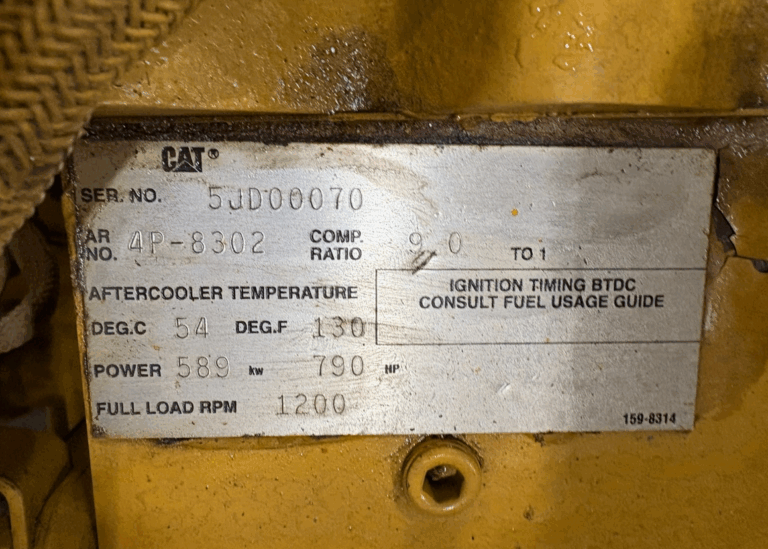 CAT®
SER. NO. 5JD00070
AR NO. 4P-8302 COMP. RATIO 9 0 TO 1
AFTERCOOLER TEMPERATURE
IGNITION TIMING BTDC
CONSULT FUEL USAGE GUIDE
DEG.C 54 DEG.F 130
POWER 589 kw 790 HP
FULL LOAD RPM 1200
159-8314